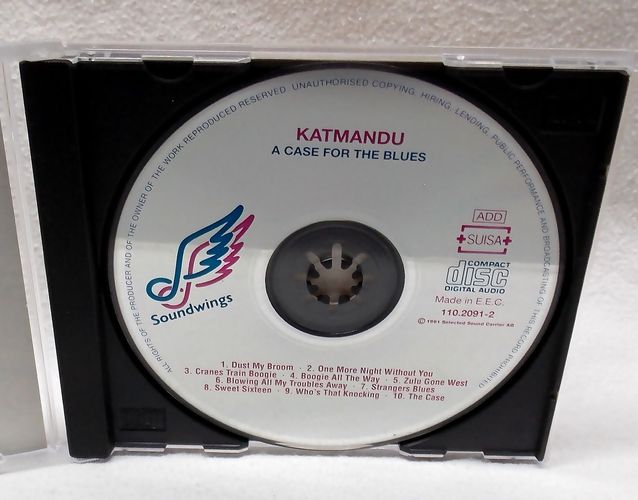 ALL RIGHTS OF THE PRODUCER AND OF THE OWNER OF THE WORK REPRODUCED RESERVED. UNAUTHORISED COPYING, HIRING, LENDING, PUBLIC PERFORMANCE AND BROADCASTING OF THIS RECORD PROHIBITED
KATMANDU
A CASE FOR THE BLUES
Soundwings
ADD
SUISA
COMPACT
disc
DIGITAL AUDIO
Made in E.E.C.
110.2091-2
© 1991 Selected Sound Carrier AG
1. Dust My Broom · 2. One More Night Without You
3. Cranes Train Boogie · 4. Boogie All The Way · 5. Zulu Gone West
6. Blowing All My Troubles Away · 7. Strangers Blues
8. Sweet Sixteen · 9. Who's That Knocking · 10. The Case